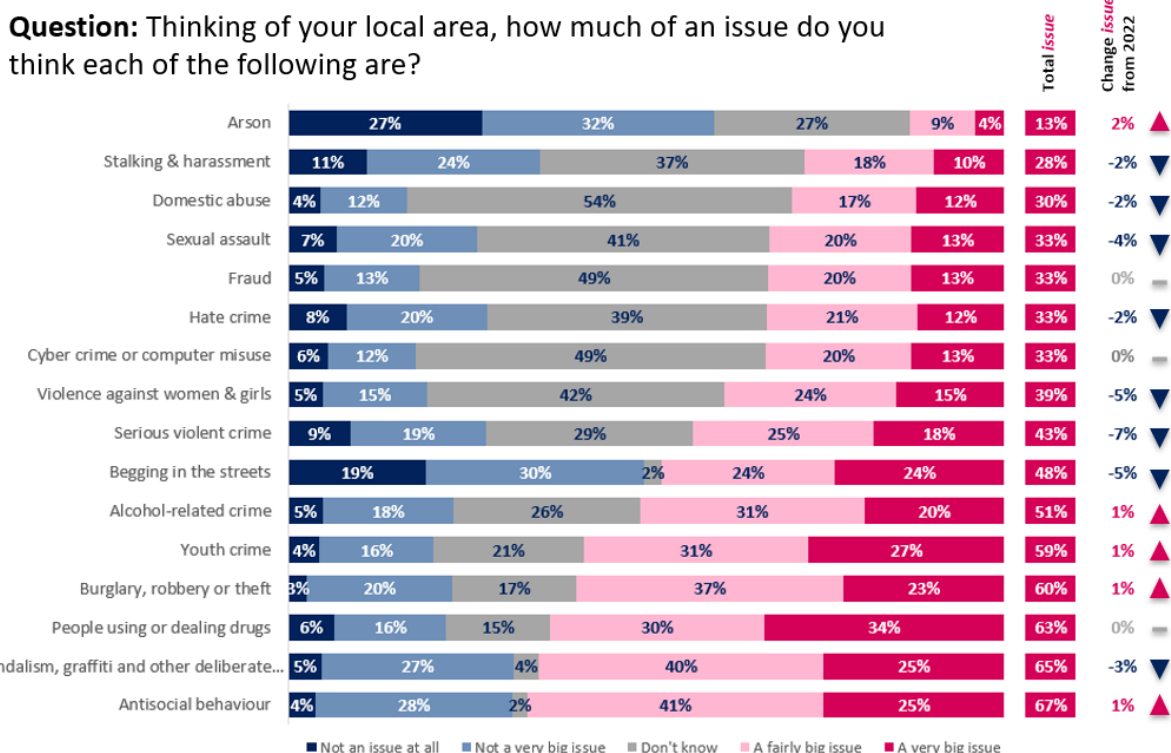 Question: Thinking of your local area, how much of an issue do you
think each of the following are?
Total issue
Change issue
from 2022
Arson 27% 32% 27% 9% 4% 13% 2%
Stalking & harassment 11% 24% 37% 18% 10% 28% -2%
Domestic abuse 4% 12% 54% 17% 12% 30% -2%
Sexual assault 7% 20% 41% 20% 13% 33% -4%
Fraud 5% 13% 49% 20% 13% 33% 0%
Hate crime 8% 20% 39% 21% 12% 33% -2%
Cyber crime or computer misuse 6% 12% 49% 20% 13% 33% 0%
Violence against women & girls 5% 15% 42% 24% 15% 39% -5%
Serious violent crime 9% 19% 29% 25% 18% 43% -7%
Begging in the streets 19% 30% 2% 24% 24% 48% -5%
Alcohol-related crime 5% 18% 26% 31% 20% 51% 1%
Youth crime 4% 16% 21% 31% 27% 59% 1%
Burglary, robbery or theft 3% 20% 17% 37% 23% 60% 1%
People using or dealing drugs 6% 16% 15% 30% 34% 63% 0%
ndalism, graffiti and other deliberate... 5% 27% 4% 40% 25% 65% -3%
Antisocial behaviour 4% 28% 2% 41% 25% 67% 1%
Not an issue at all Not a very big issue Don't know A fairly big issue A very big issue